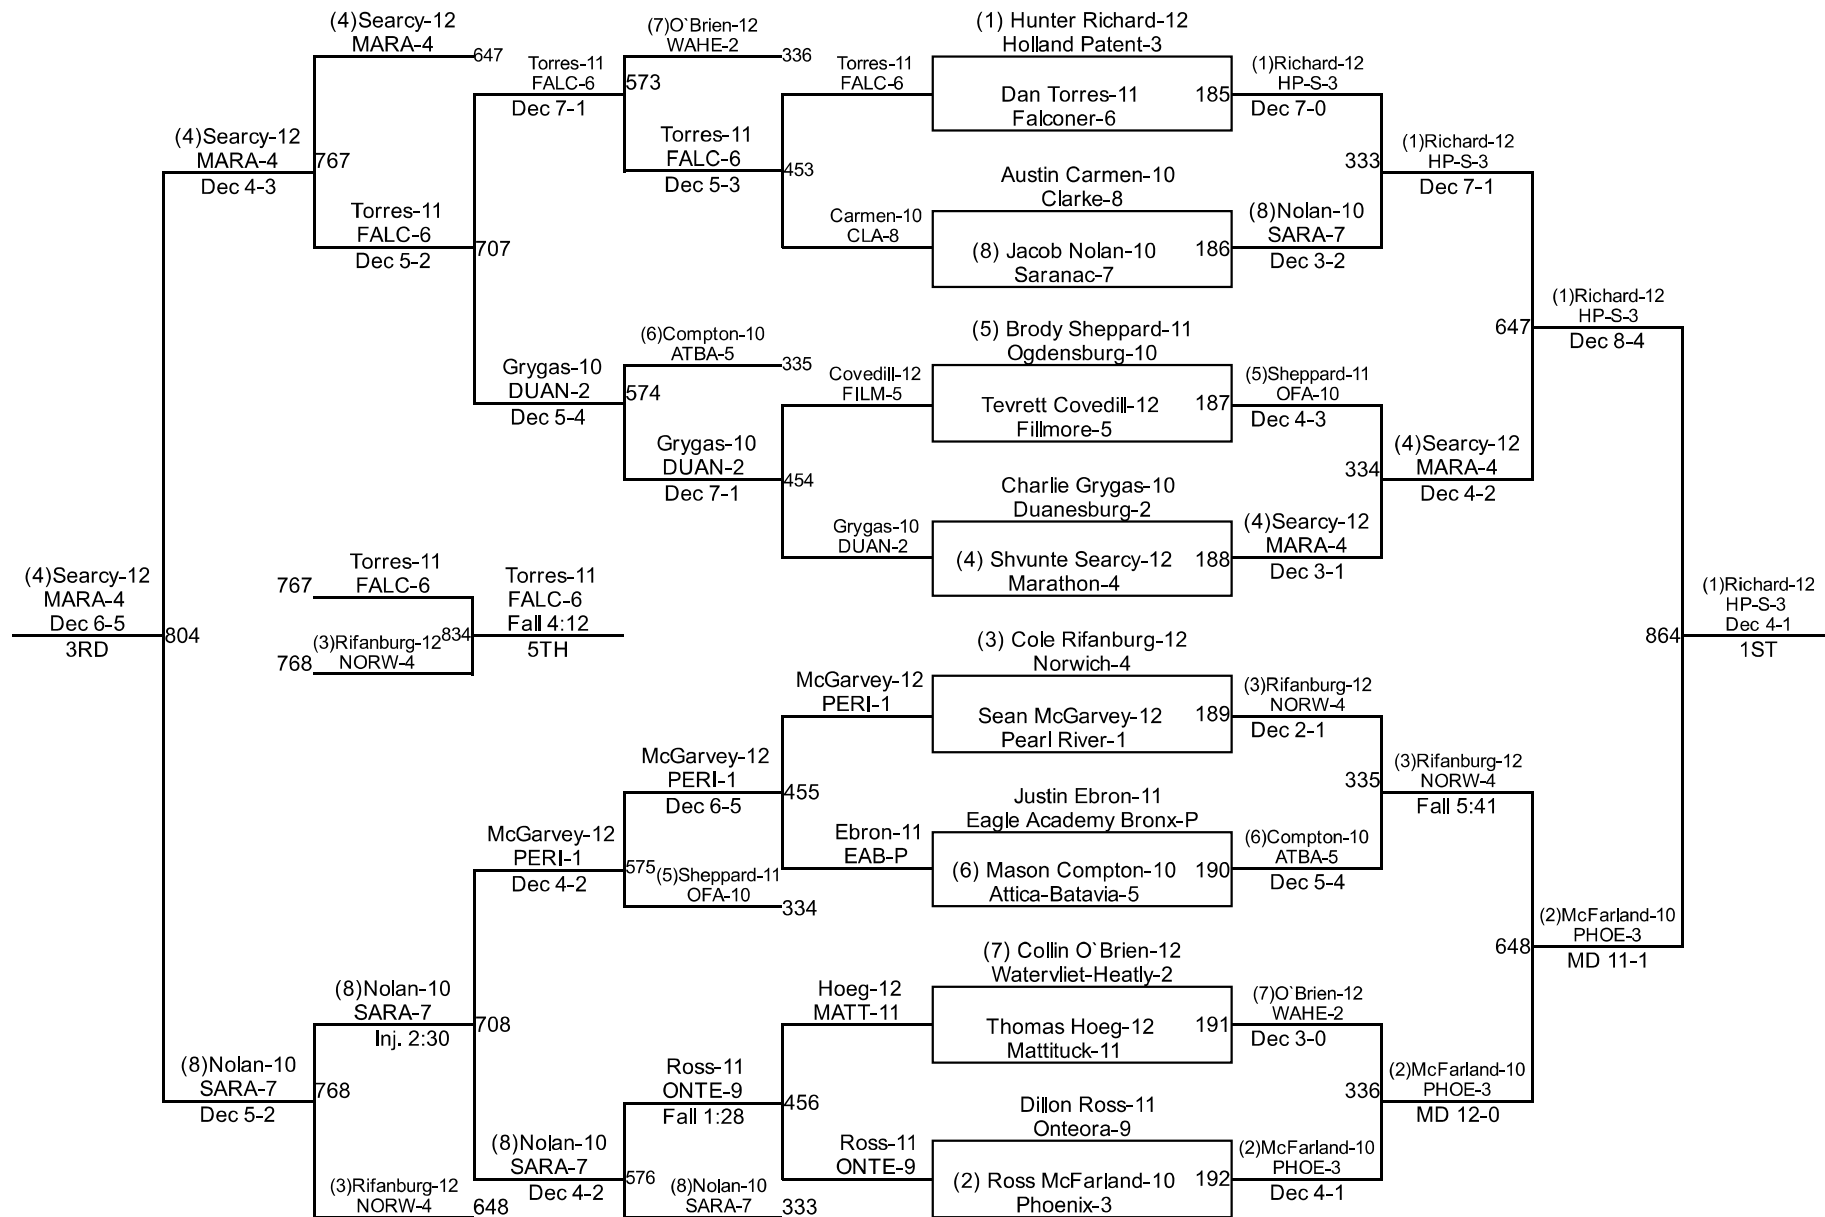 (4)Searcy-12
MARA-4
647
(7)O`Brien-12
WAHE-2
336
(1) Hunter Richard-12
Holland Patent-3
Torres-11
FALC-6
Dec 7-1
573
Torres-11
FALC-6
Dan Torres-11
Falconer-6
185
(1)Richard-12
HP-S-3
Dec 7-0
(4)Searcy-12
MARA-4
Dec 4-3
767
Torres-11
FALC-6
Dec 5-3
453
333
(1)Richard-12
HP-S-3
Dec 7-1
Austin Carmen-10
Clarke-8
Torres-11
FALC-6
Dec 5-2
707
Carmen-10
CLA-8
(8) Jacob Nolan-10
Saranac-7
186
(8)Nolan-10
SARA-7
Dec 3-2
(1)Richard-12
HP-S-3
Dec 8-4
647
(6)Compton-10
ATBA-5
335
(5) Brody Sheppard-11
Ogdensburg-10
Grygas-10
DUAN-2
Dec 5-4
574
Covedill-12
FILM-5
Tevrett Covedill-12
Fillmore-5
187
(5)Sheppard-11
OFA-10
Dec 4-3
Grygas-10
DUAN-2
Dec 7-1
454
334
(4)Searcy-12
MARA-4
Dec 4-2
Charlie Grygas-10
Duanesburg-2
Grygas-10
DUAN-2
(4) Shvunte Searcy-12
Marathon-4
188
(4)Searcy-12
MARA-4
Dec 3-1
(4)Searcy-12
MARA-4
Dec 6-5
3RD
804
767
Torres-11
FALC-6
768
(3)Rifanburg-12
NORW-4
834
Torres-11
FALC-6
Fall 4:12
5TH
864
(1)Richard-12
HP-S-3
Dec 4-1
1ST
(3) Cole Rifanburg-12
Norwich-4
McGarvey-12
PERI-1
Sean McGarvey-12
Pearl River-1
189
(3)Rifanburg-12
NORW-4
Dec 2-1
McGarvey-12
PERI-1
Dec 6-5
455
335
(3)Rifanburg-12
NORW-4
Fall 5:41
Justin Ebron-11
Eagle Academy Bronx-P
McGarvey-12
PERI-1
Dec 4-2
575
(5)Sheppard-11
OFA-10
334
Ebron-11
EAB-P
(6) Mason Compton-10
Attica-Batavia-5
190
(6)Compton-10
ATBA-5
Dec 5-4
648
(2)McFarland-10
PHOE-3
MD 11-1
(7) Collin O`Brien-12
Watervliet-Heatly-2
(8)Nolan-10
SARA-7
Inj. 2:30
708
Hoeg-12
MATT-11
Thomas Hoeg-12
Mattituck-11
191
(7)O`Brien-12
WAHE-2
Dec 3-0
(8)Nolan-10
SARA-7
Dec 5-2
768
Ross-11
ONTE-9
Fall 1:28
456
336
(2)McFarland-10
PHOE-3
MD 12-0
Dillon Ross-11
Onteora-9
(8)Nolan-10
SARA-7
Dec 4-2
576
Ross-11
ONTE-9
(2) Ross McFarland-10
Phoenix-3
192
(2)McFarland-10
PHOE-3
Dec 4-1
(3)Rifanburg-12
NORW-4
648
(8)Nolan-10
SARA-7
333